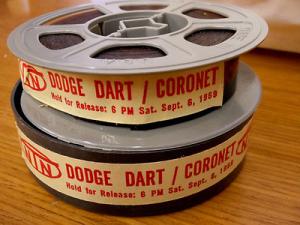 DODGE DART / CORONET
Hold for Release: 6 PM Sat. Sept. 6, 1959
DODGE DART / CORONET
Hold for Release: 6 PM Sat. Sept. 6, 1959